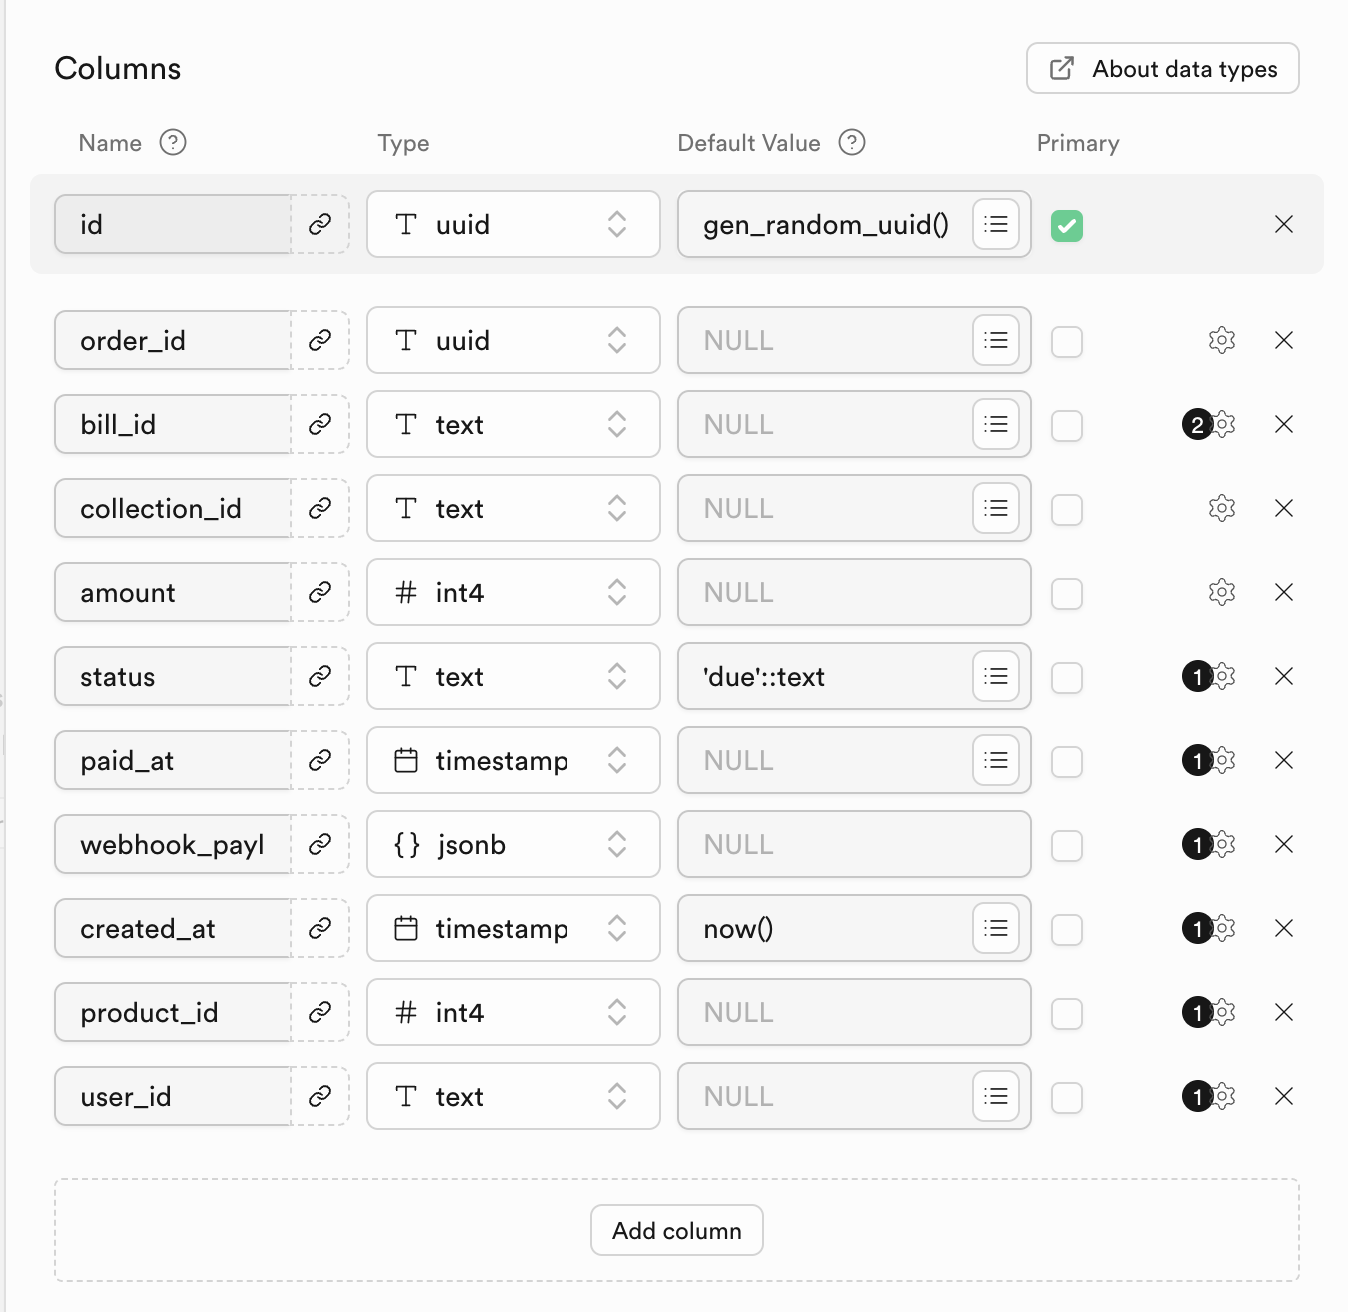 Columns
About data types
Name
Type
Default Value
Primary
id
uuid
gen_random_uuid()
order_id
uuid
NULL
bill_id
text
NULL
2
collection_id
text
NULL
amount
# int4
NULL
status
text
'due'::text
1
paid_at
timestamp
NULL
1
webhook_payl
{} jsonb
NULL
1
created_at
timestamp
now()
1
product_id
# int4
NULL
1
user_id
text
NULL
1
Add column